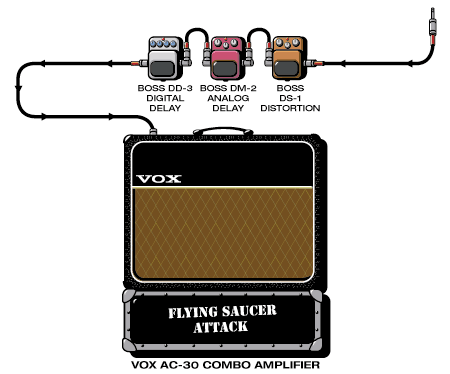 BOSS DD-3
DIGITAL
DELAY
BOSS DM-2
ANALOG
DELAY
BOSS
DS-1
DISTORTION
VOX
FLYING SAUCER
ATTACK
VOX AC-30 COMBO AMPLIFIER